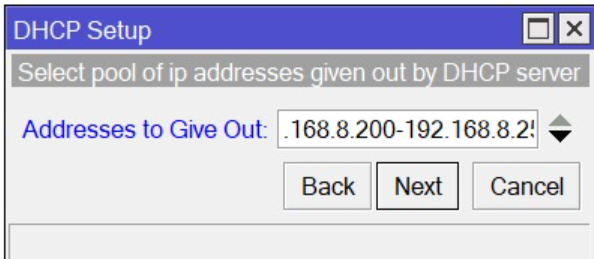 DHCP Setup
Select pool of ip addresses given out by DHCP server
Addresses to Give Out: .168.8.200-192.168.8.2
Back Next Cancel